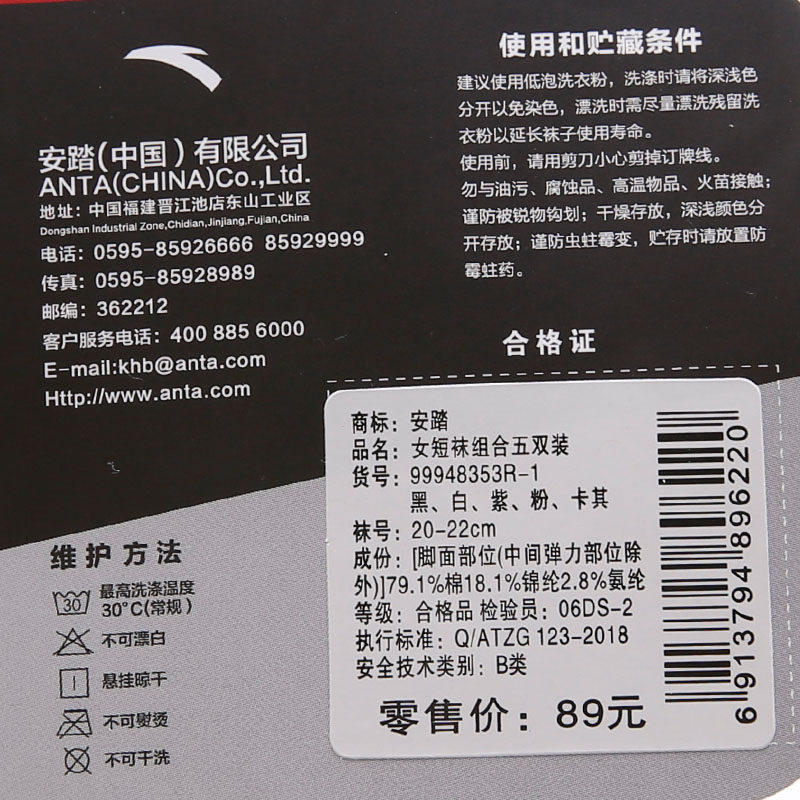 安踏(中国)有限公司
ANTA(CHINA)Co.,Ltd.
地址：中国福建晋江池店东山工业区
Dongshan Industrial Zone,Chidian,Jinjiang,Fujian,China
电话：0595-85926666 85929999
传真：0595-85928989
邮编：362212
客户服务电话：400 885 6000
E-mail:khb@anta.com
Http://www.anta.com
使用和贮藏条件
建议使用低泡洗衣粉，洗涤时请将深浅色
分开以免染色，漂洗时需尽量漂洗残留洗
衣粉以延长袜子使用寿命。
使用前，请用剪刀小心剪掉订牌线。
勿与油污、腐蚀品、高温物品、火苗接触；
谨防被锐物钩划；干燥存放，深浅颜色分
开存放；谨防虫蛀霉变，贮存时请放置防
霉蛀药。
合格证
商标：安踏
品名：女短袜组合五双装
货号：99948353R-1
黑、白、紫、粉、卡其
袜号：20-22cm
成份：[脚面部位(中间弹力部位除
外)]79.1%棉18.1%锦纶2.8%氨纶
等级：合格品 检验员：06DS-2
执行标准：Q/ATZG 123-2018
安全技术类别：B类
零售价：89元
6 913794 896220
维护方法
30
最高洗涤温度
30°C(常规)
不可漂白
悬挂晾干
不可熨烫
不可干洗